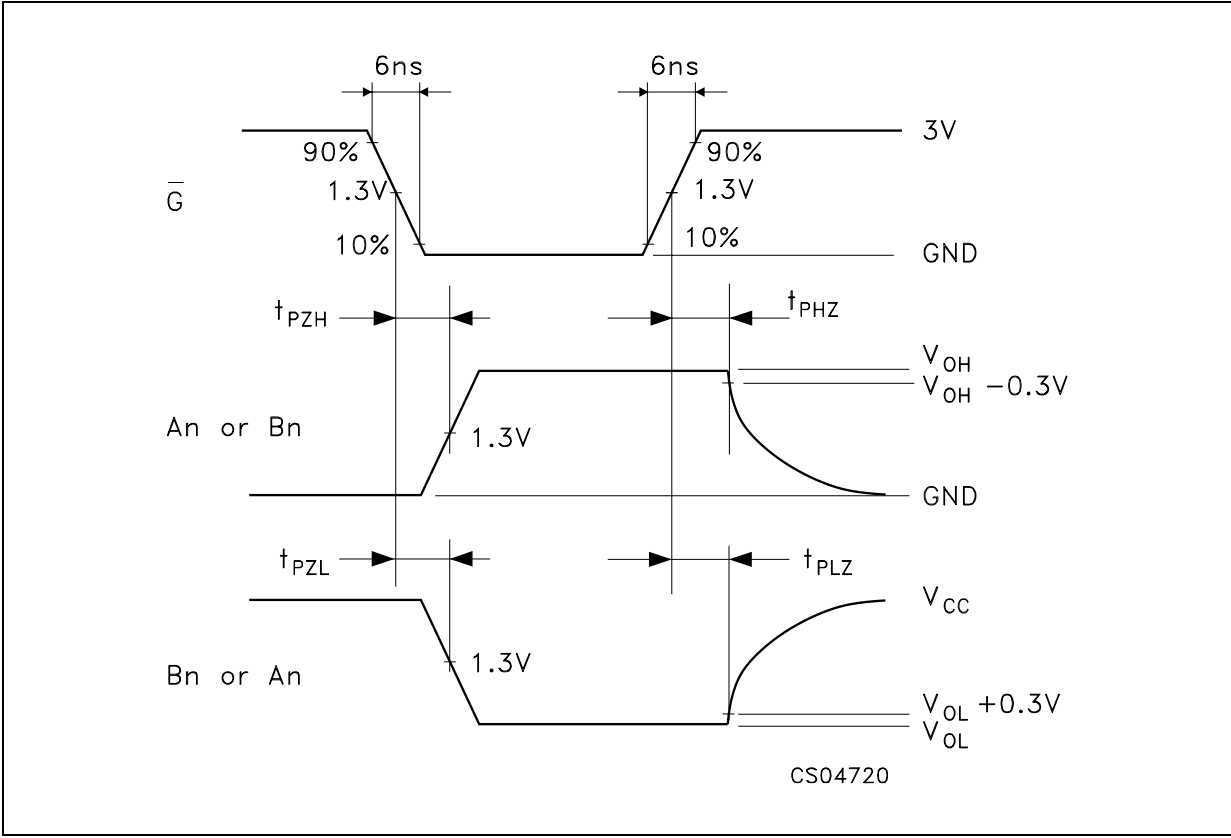 6ns 6ns
3V
90% 90%
1.3V 1.3V
G̅
10% 10%
GND
tPZH tPHZ
VOH
VOH −0.3V
An or Bn
1.3V
GND
tPZL tPLZ
VCC
1.3V
Bn or An
VOL +0.3V
VOL
CS04720